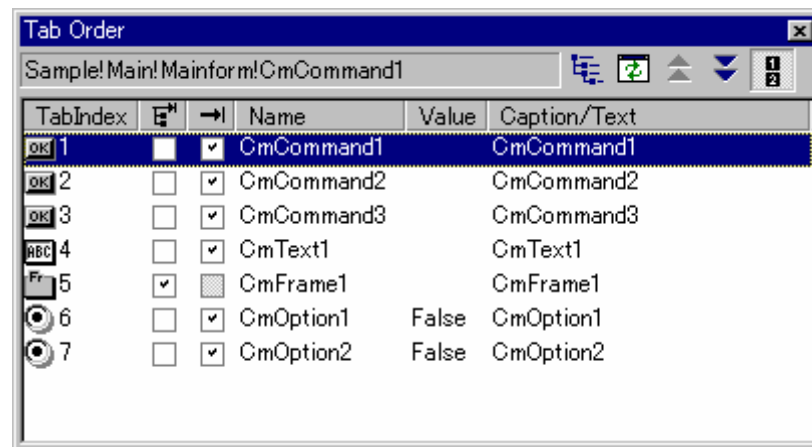 Tab Order
Sample!Main!Mainform!CmCommand1
TabIndex Name Value Caption/Text
OK 1 CmCommand1 CmCommand1
OK 2 CmCommand2 CmCommand2
OK 3 CmCommand3 CmCommand3
ABC 4 CmText1 CmText1
Fr 5 CmFrame1 CmFrame1
6 CmOption1 False CmOption1
7 CmOption2 False CmOption2